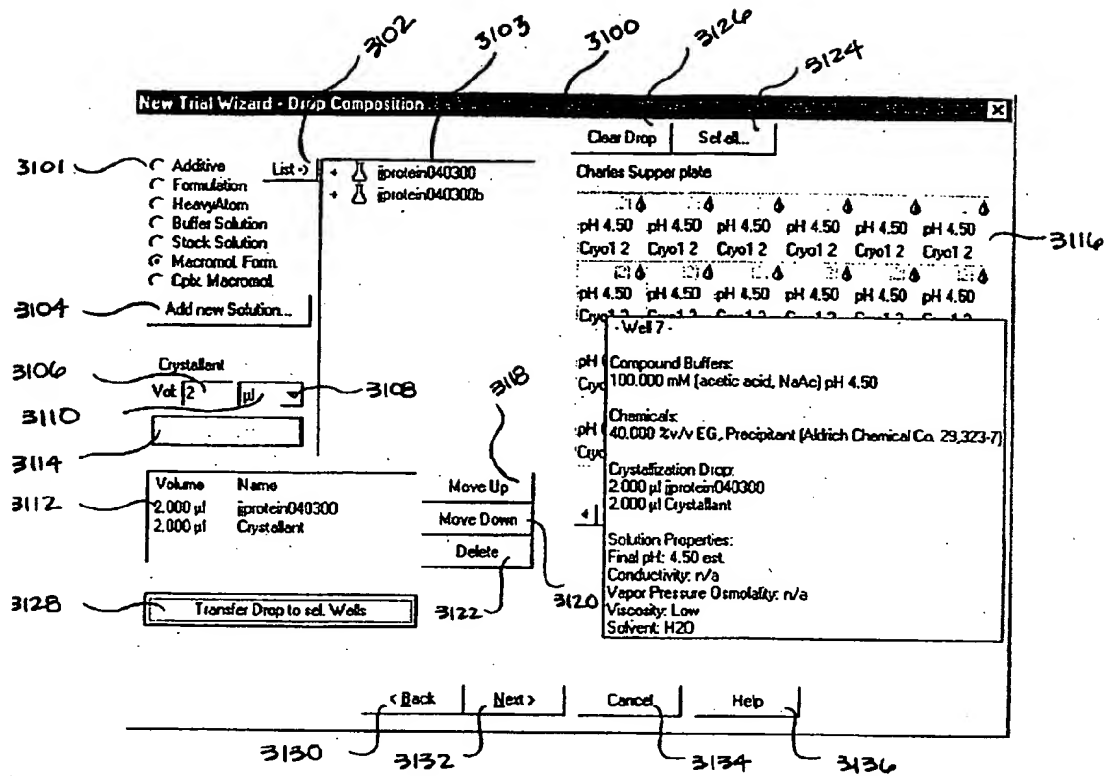 3102
3103
3100
3126
3124
New Trial Wizard - Drop Composition
Clear Drop
Sel all...
3101
Additive
Formulation
HeavyAtom
Buffer Solution
Stock Solution
Macromol. Form.
Cplx. Macromol.
List ->
+ jjprotein040300
+ jjprotein040300b
Charles Supper plate
pH 4.50 pH 4.50 pH 4.50 pH 4.50 pH 4.50 pH 4.50
Cryo1 2 Cryo1 2 Cryo1 2 Cryo1 2 Cryo1 2 Cryo1 2
3116
pH 4.50 pH 4.50 pH 4.50 pH 4.50 pH 4.50 pH 4.50
3104
Add new Solution...
Crystallant
3106
Vol: 2 µl
3108
3110
3114
3118
- Well 7 -
Compound Buffers:
100.000 mM (acetic acid, NaAc) pH 4.50
Chemicals:
40.000 %v/v EG, Precipitant (Aldrich Chemical Co. 29,323-7)
Crystallization Drop:
2.000 µl jjprotein040300
2.000 µl Crystallant
Solution Properties:
Final pH: 4.50 est.
Conductivity: n/a
Vapor Pressure Osmolality: n/a
Viscosity: Low
Solvent: H2O
3112
Volume Name
2.000 µl jjprotein040300
2.000 µl Crystallant
Move Up
Move Down
Delete
3120
3122
3128
Transfer Drop to sel. Wells
< Back
Next >
Cancel
Help
3130
3132
3134
3136